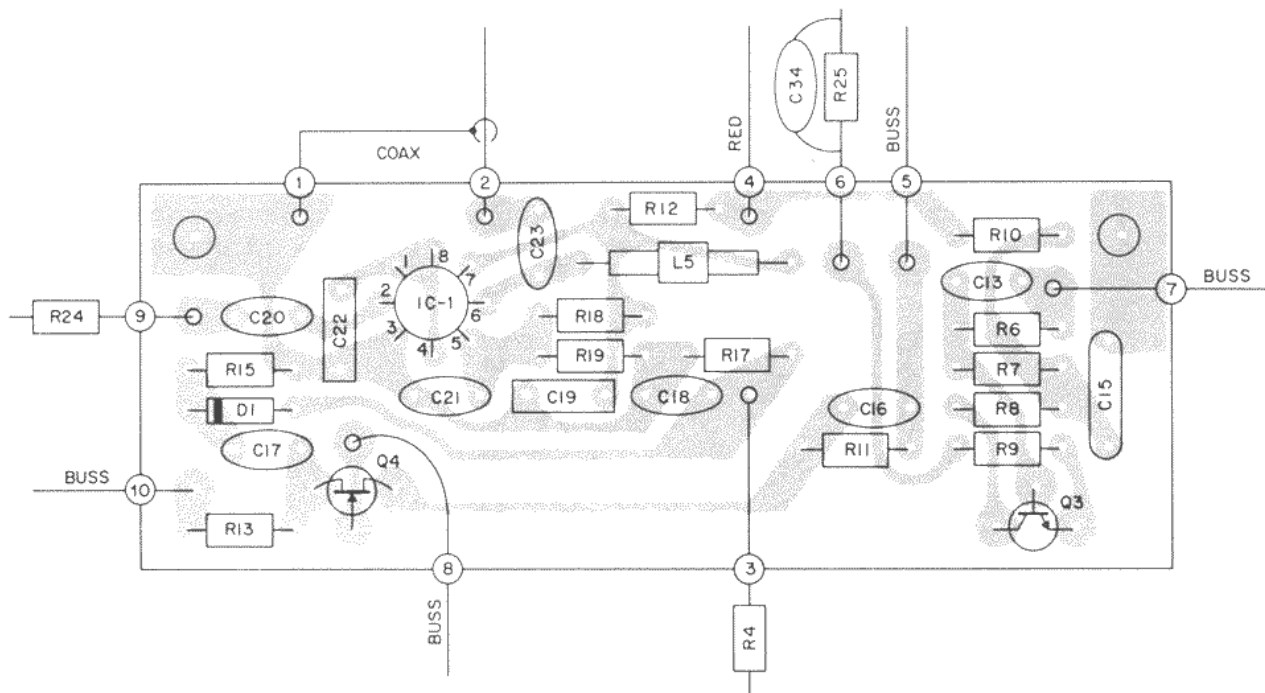 C34
R25
RED
BUSS
COAX
1
2
4
6
5
R12
C23
R10
L5
C13
1
8
7
2
IC-1
6
3
4
5
7
BUSS
R24
9
C20
C22
R18
R6
R19
R17
R15
R7
C15
C21
C19
C18
C16
R8
D1
C17
R11
R9
Q4
BUSS
10
Q3
R13
8
3
BUSS
R4